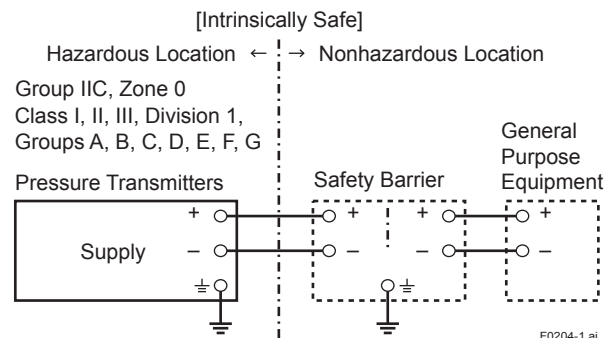 [Intrinsically Safe]
Hazardous Location ← → Nonhazardous Location
Group IIC, Zone 0
Class I, II, III, Division 1,
Groups A, B, C, D, E, F, G
General
Purpose
Equipment
Pressure Transmitters
Safety Barrier
Supply
+
–
+
–
+
–
+
–
F0204-1.ai